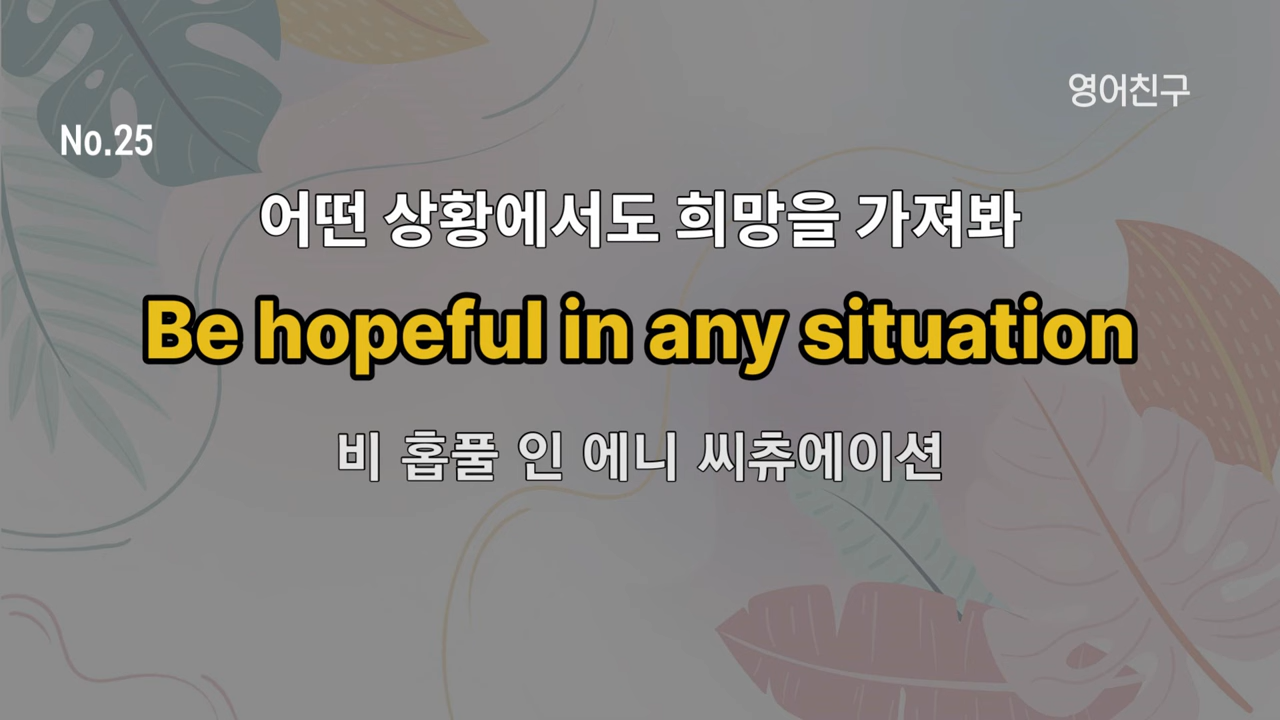 영어친구
No.25
어떤 상황에서도 희망을 가져봐
Be hopeful in any situation
비 홉풀 인 에니 씨츄에이션